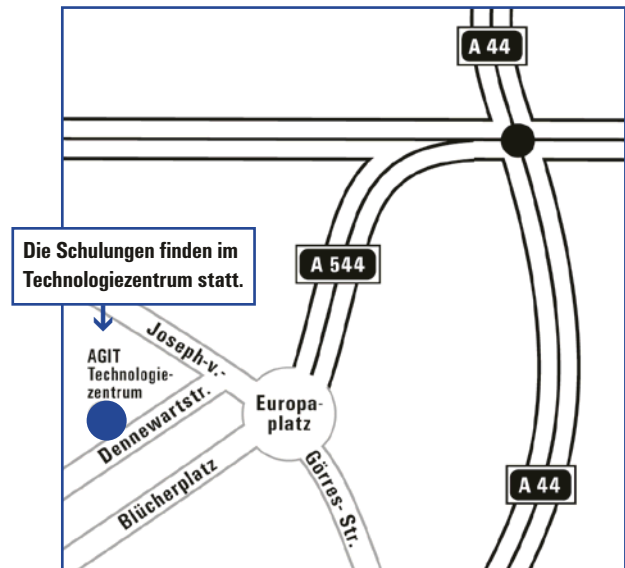 A 44
Die Schulungen finden im
Technologiezentrum statt.
A 544
Joseph-v.-
AGIT
Technologie-
zentrum
Europa-
platz
Dennewartstr.
Blücherplatz
Görres- Str.
A 44